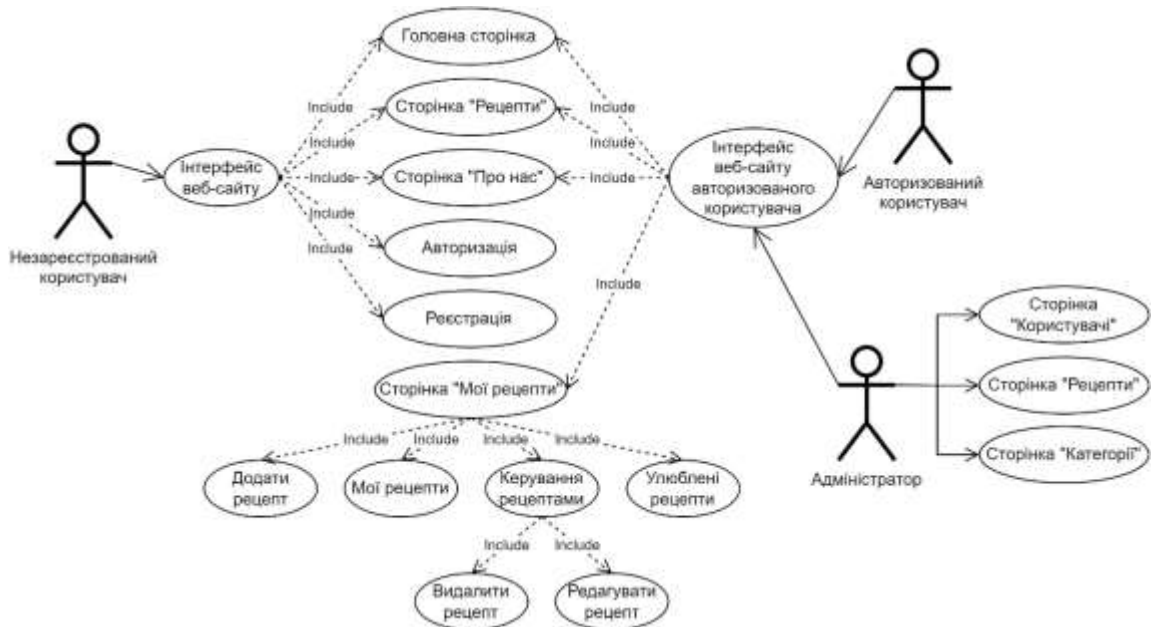 Головна сторінка
Include
Include
Сторінка "Рецепти"
Include
Include
Інтерфейс
веб-сайту
Include
Сторінка "Про нас"
Include
Інтерфейс
веб-сайту
авторизованого
користувача
Авторизований
користувач
Незареєстрований
користувач
Include
Авторизація
Include
Include
Реєстрація
Сторінка
"Користувачі"
Сторінка "Мої рецепти"
Сторінка "Рецепти"
Include
Include
Include
Include
Сторінка "Категорії"
Додати
рецепт
Мої рецепти
Керування
рецептами
Улюблені
рецепти
Адміністратор
Include
Include
Видалити
рецепт
Редагувати
рецепт